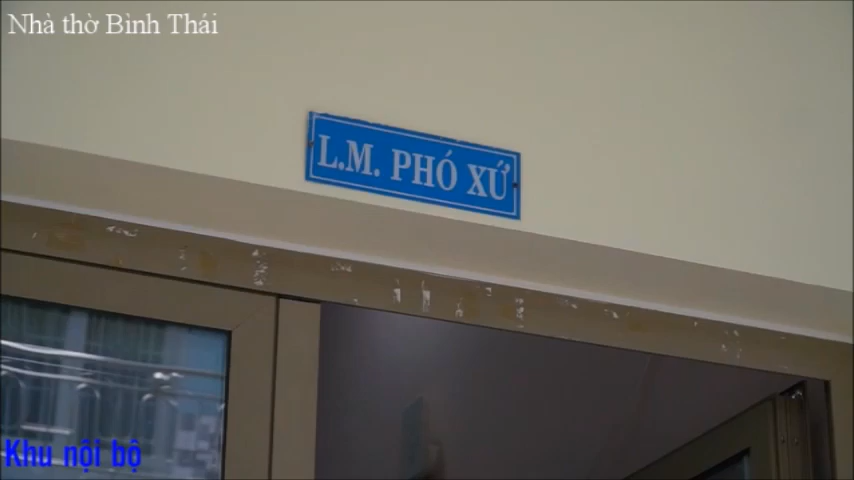 Nhà thờ Bình Thái
L.M. PHÓ XỨ
Khu nội bộ